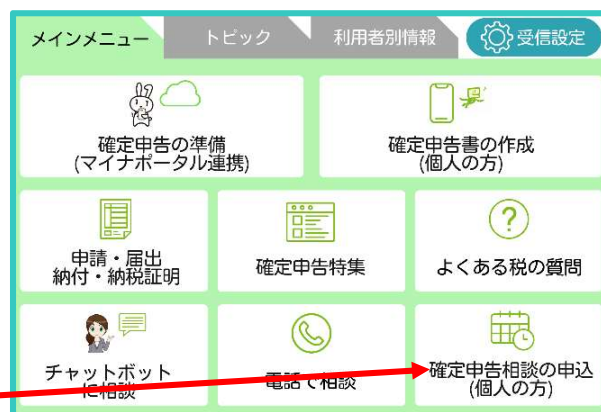 メインメニュー
トピック
利用者別情報
受信設定
確定申告の準備
(マイナポータル連携)
確定申告書の作成
(個人の方)
申請・届出
納付・納税証明
確定申告特集
よくある税の質問
チャットボット
に相談
電話で相談
確定申告相談の申込
(個人の方)